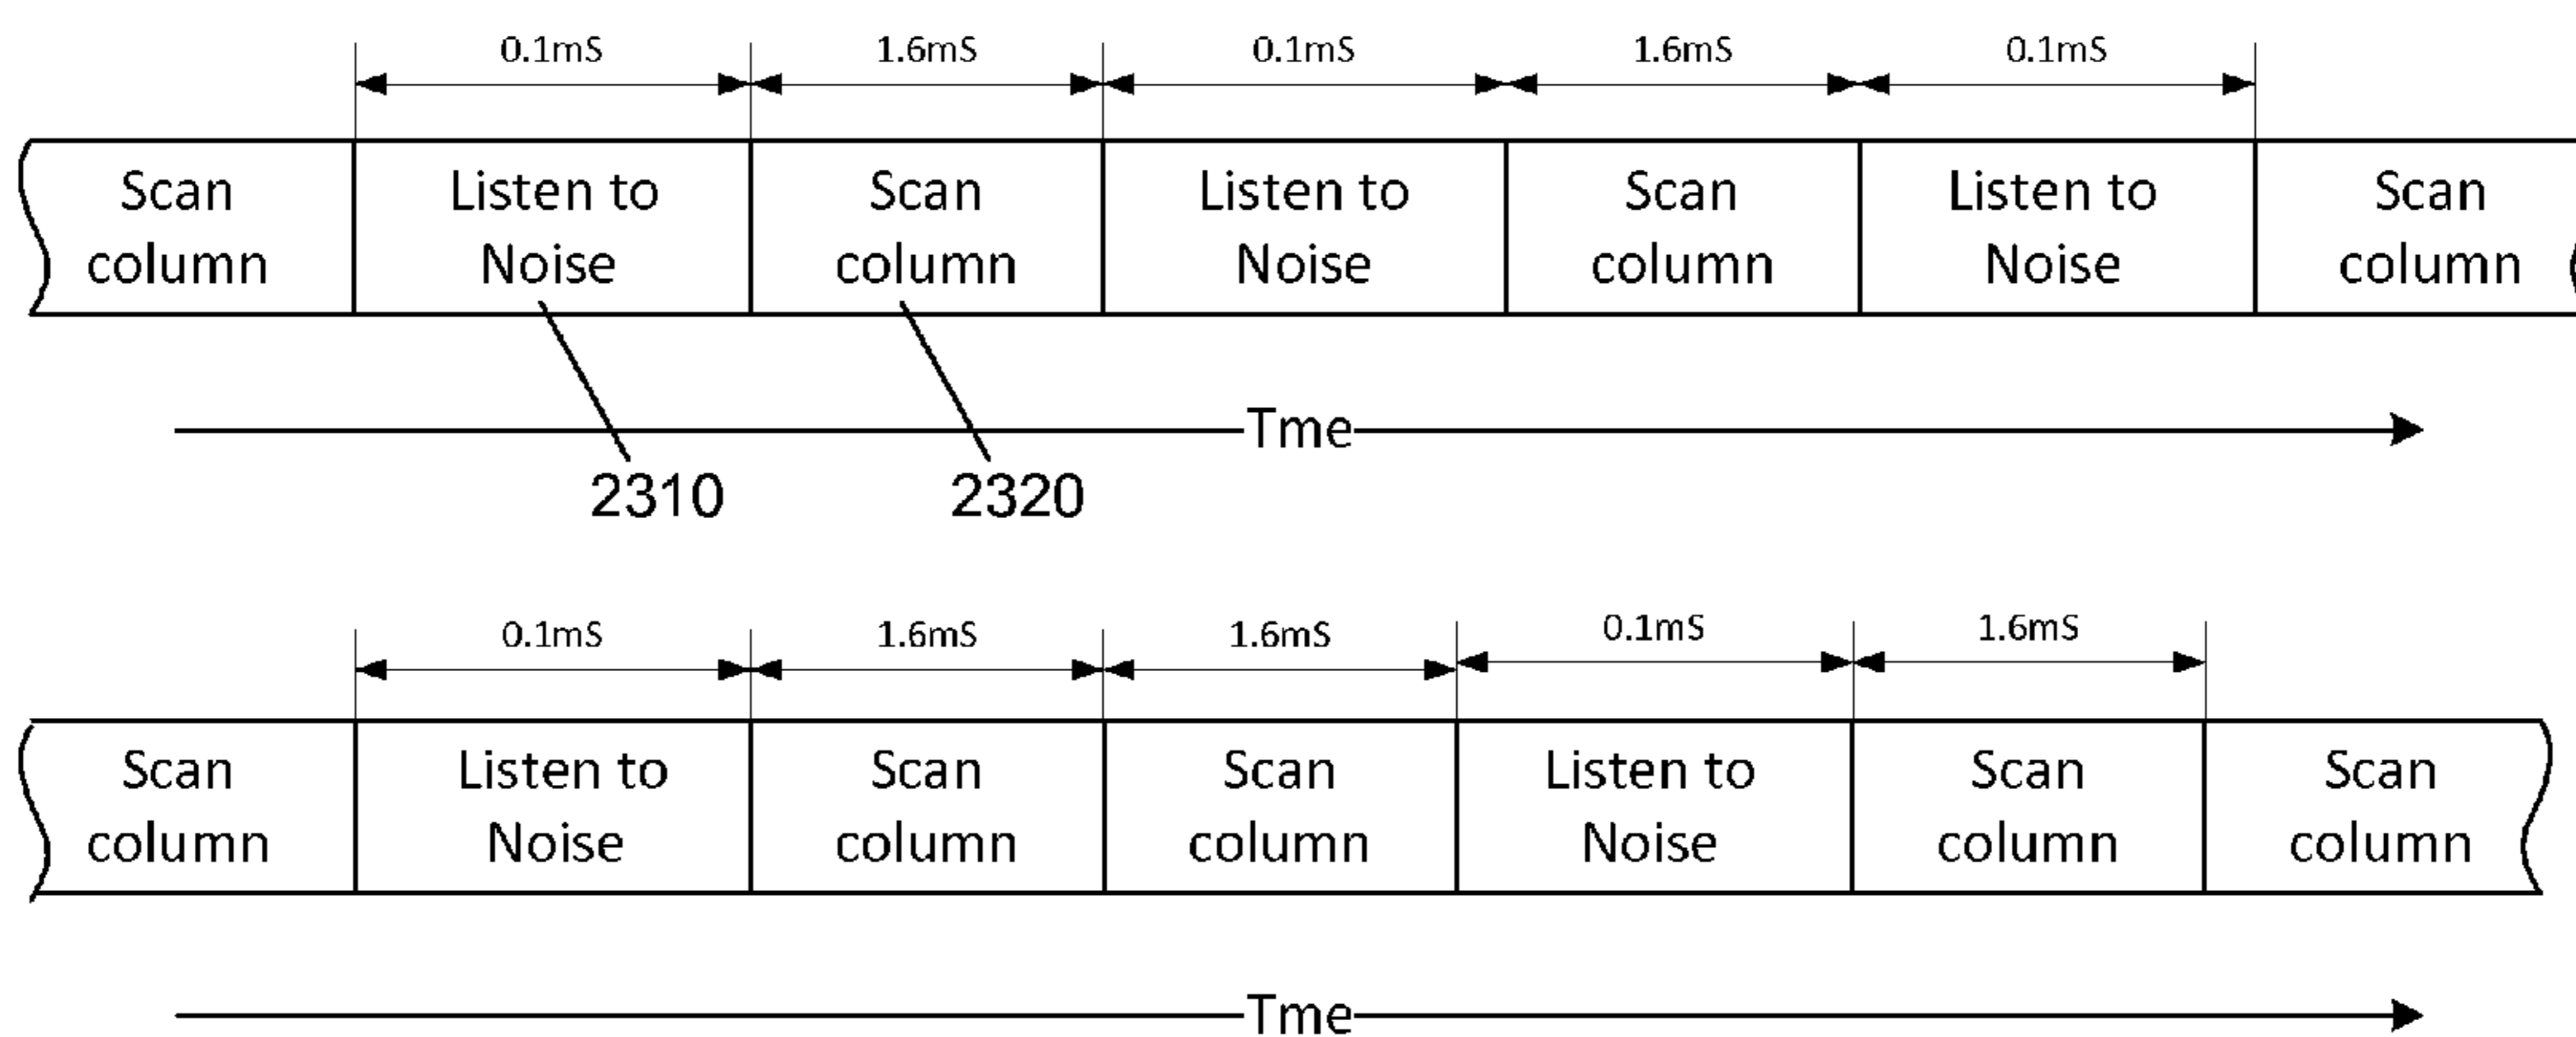 0.1mS 1.6mS 0.1mS 1.6mS 0.1mS
Scan Listen to Scan Listen to Scan Listen to Scan
column Noise column Noise column Noise column
Tme
2310 2320
0.1mS 1.6mS 1.6mS 0.1mS 1.6mS
Scan Listen to Scan Scan Listen to Scan Scan
column Noise column column Noise column column
Tme